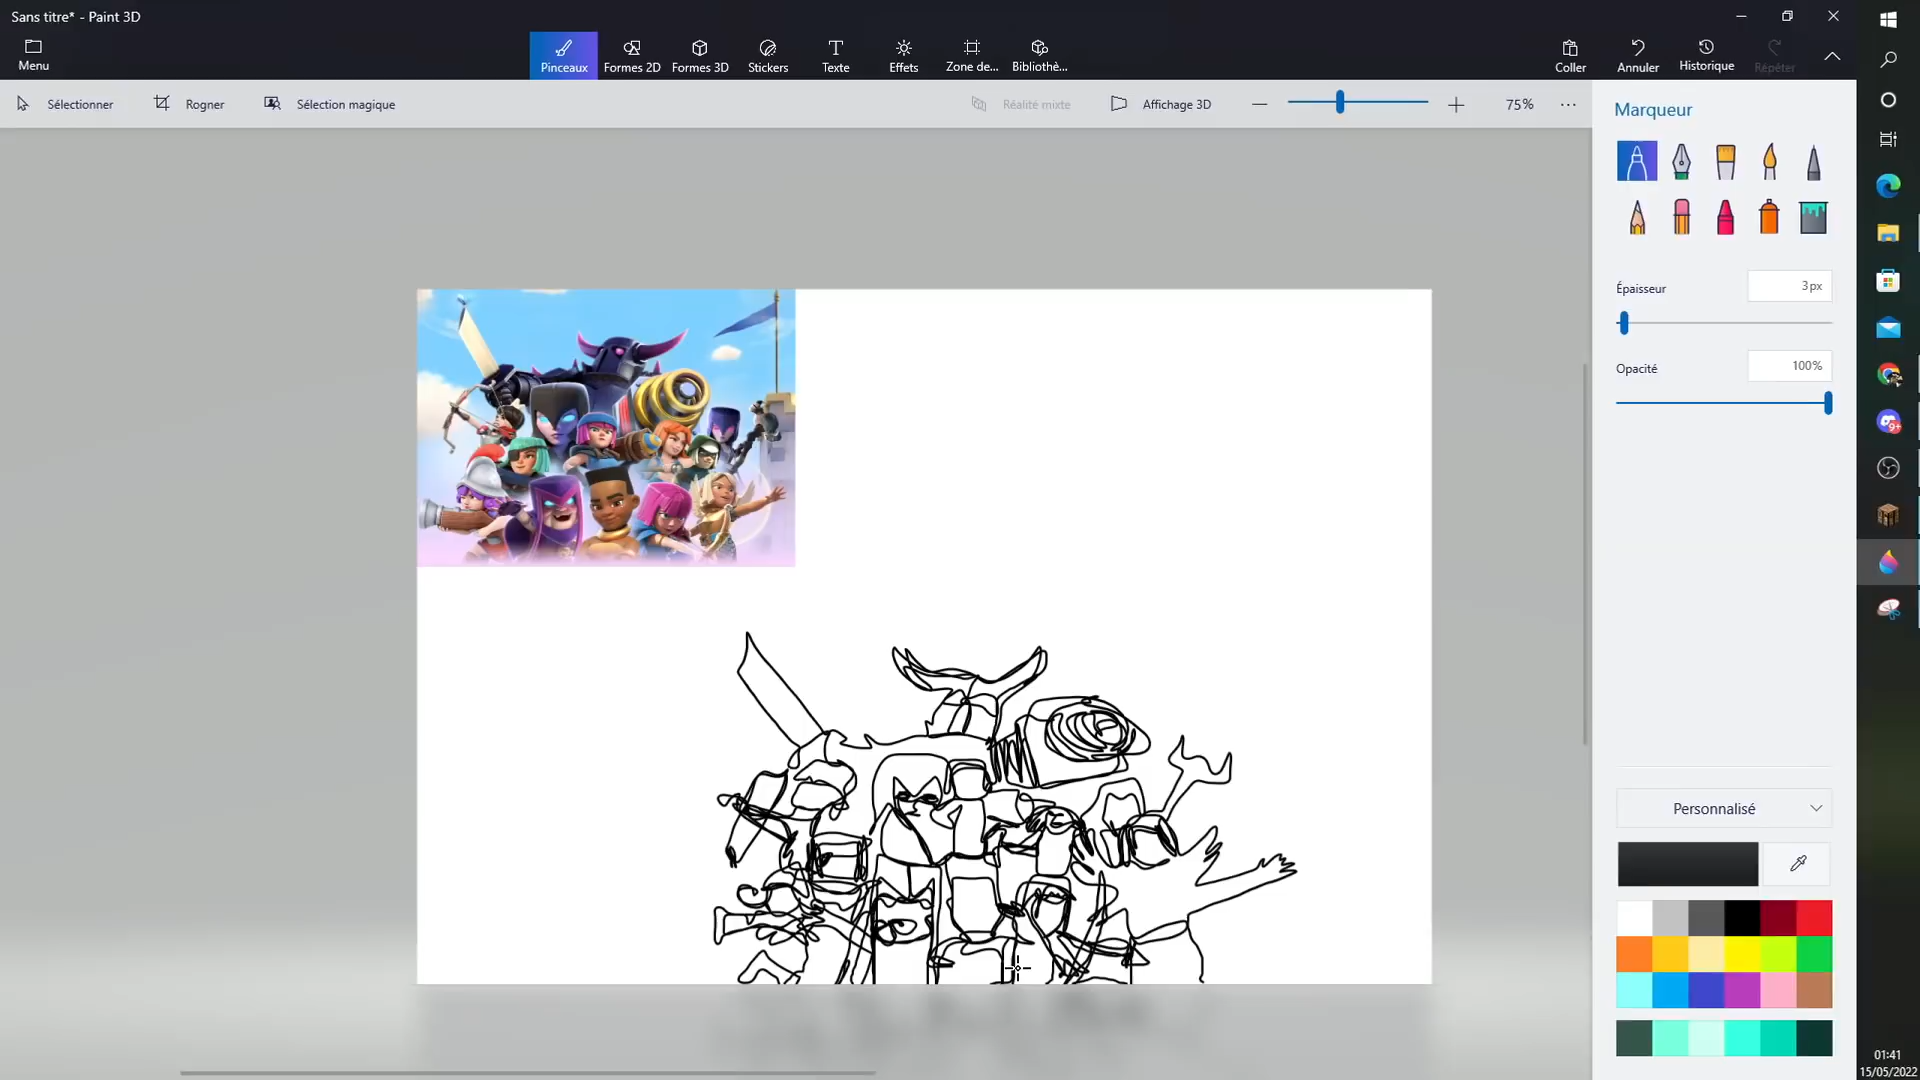 Sans titre* - Paint 3D
Menu
Pinceaux
Formes 2D
Formes 3D
Stickers
Texte
Effets
Zone de...
Bibliothè...
Coller
Annuler
Historique
Répéter
Sélectionner
Rogner
Sélection magique
Réalité mixte
Affichage 3D
75%
Marqueur
Épaisseur
3px
Opacité
100%
Personnalisé
9+
01:41
15/05/2022